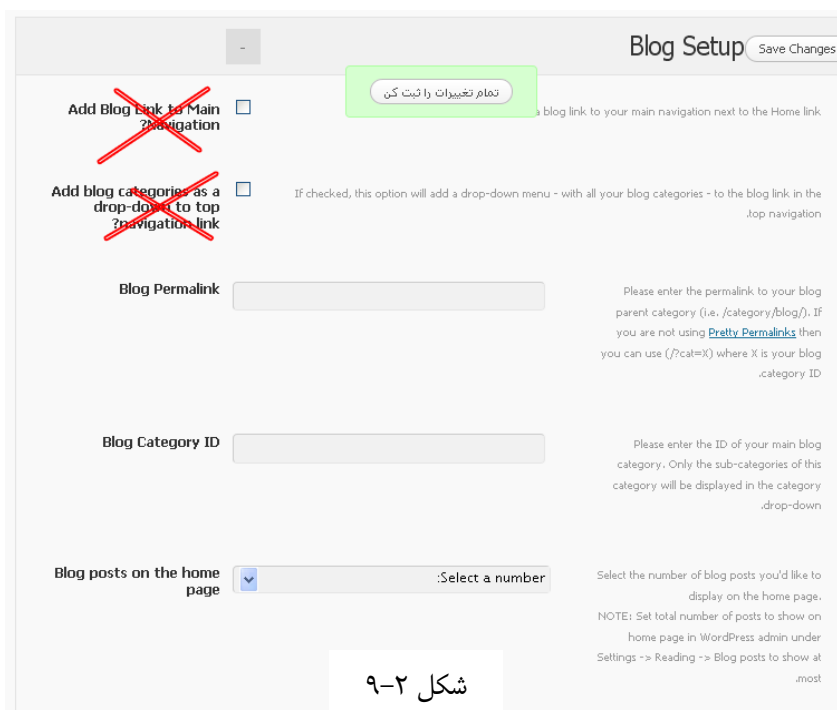 Blog Setup
Save Changes
-
تمام تغییرات را ثبت کن
Add Blog Link to Main
Navigation?
a blog link to your main navigation next to the Home link
Add blog categories as a
drop-down to top
navigation link?
If checked, this option will add a drop-down menu - with all your blog categories - to the blog link in the
top navigation.
Blog Permalink
Please enter the permalink to your blog
parent category (i.e. /category/blog/). If
you are not using Pretty Permalinks then
you can use (/?cat=X) where X is your blog
category ID.
Blog Category ID
Please enter the ID of your main blog
category. Only the sub-categories of this
category will be displayed in the category
drop-down.
Blog posts on the home
page
Select a number:
Select the number of blog posts you'd like to
display on the home page.
NOTE: Set total number of posts to show on
home page in WordPress admin under
Settings -> Reading -> Blog posts to show at
most.
شکل ۲-۹